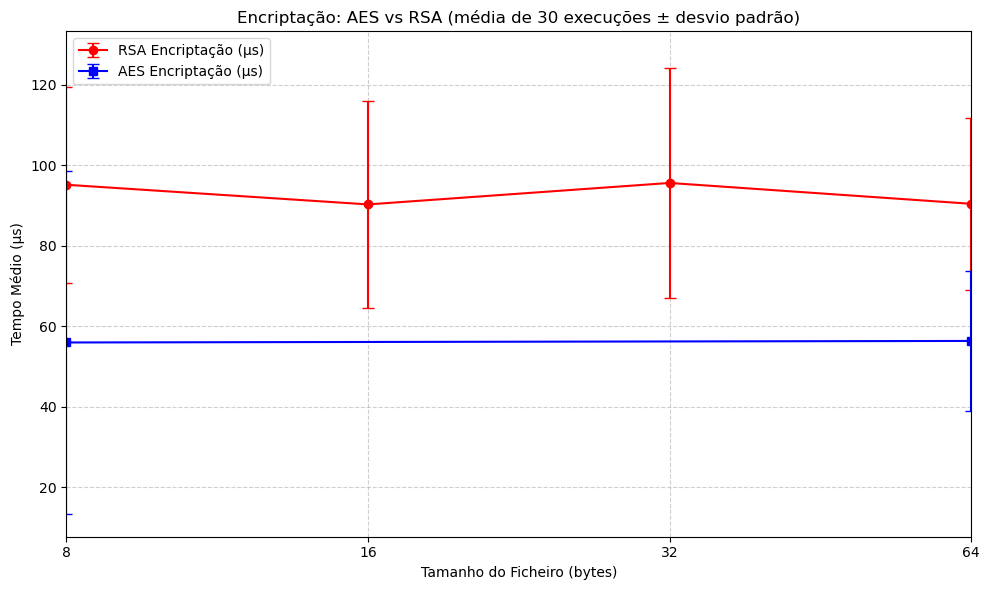 Encriptação: AES vs RSA (média de 30 execuções ± desvio padrão)
RSA Encriptação (µs)
AES Encriptação (µs)
Tempo Médio (µs)
120
100
80
60
40
20
8 16 32 64
Tamanho do Ficheiro (bytes)